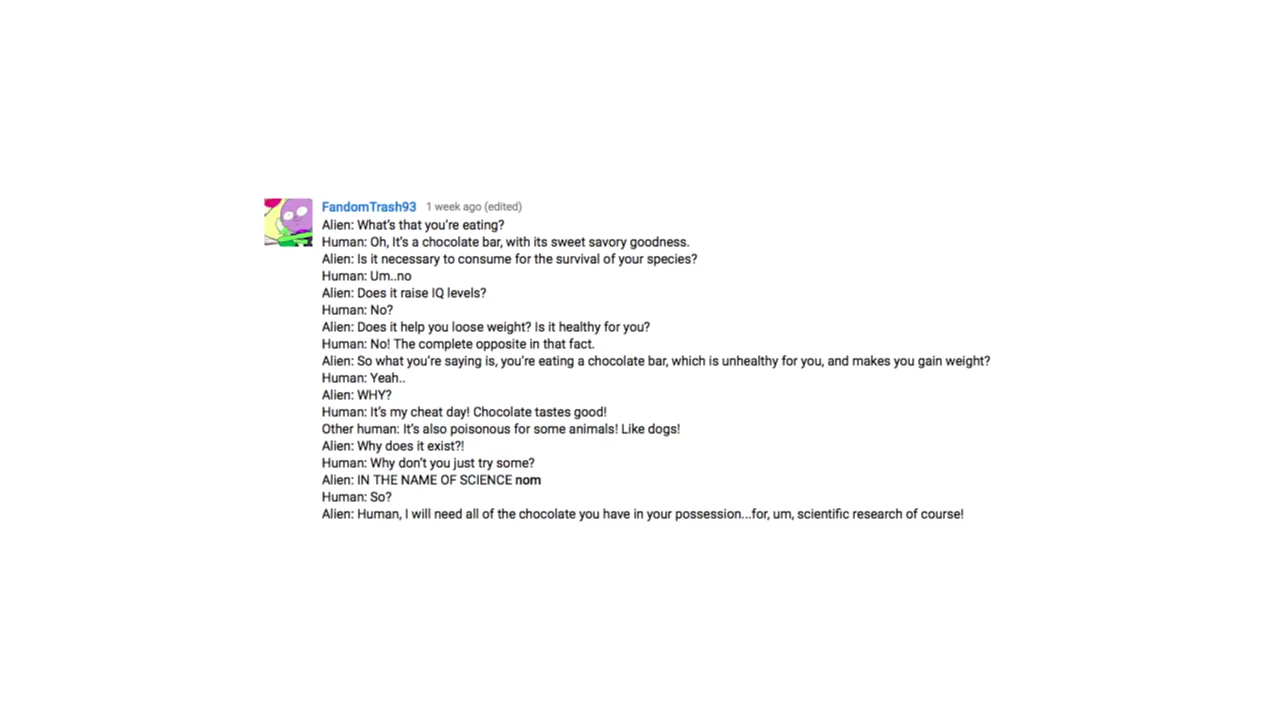 FandomTrash93 1 week ago (edited)
Alien: What's that you're eating?
Human: Oh, It's a chocolate bar, with its sweet savory goodness.
Alien: Is it necessary to consume for the survival of your species?
Human: Um..no
Alien: Does it raise IQ levels?
Human: No?
Alien: Does it help you loose weight? Is it healthy for you?
Human: No! The complete opposite in that fact.
Alien: So what you're saying is, you're eating a chocolate bar, which is unhealthy for you, and makes you gain weight?
Human: Yeah..
Alien: WHY?
Human: It's my cheat day! Chocolate tastes good!
Other human: It's also poisonous for some animals! Like dogs!
Alien: Why does it exist?!
Human: Why don't you just try some?
Alien: IN THE NAME OF SCIENCE nom
Human: So?
Alien: Human, I will need all of the chocolate you have in your possession...for, um, scientific research of course!